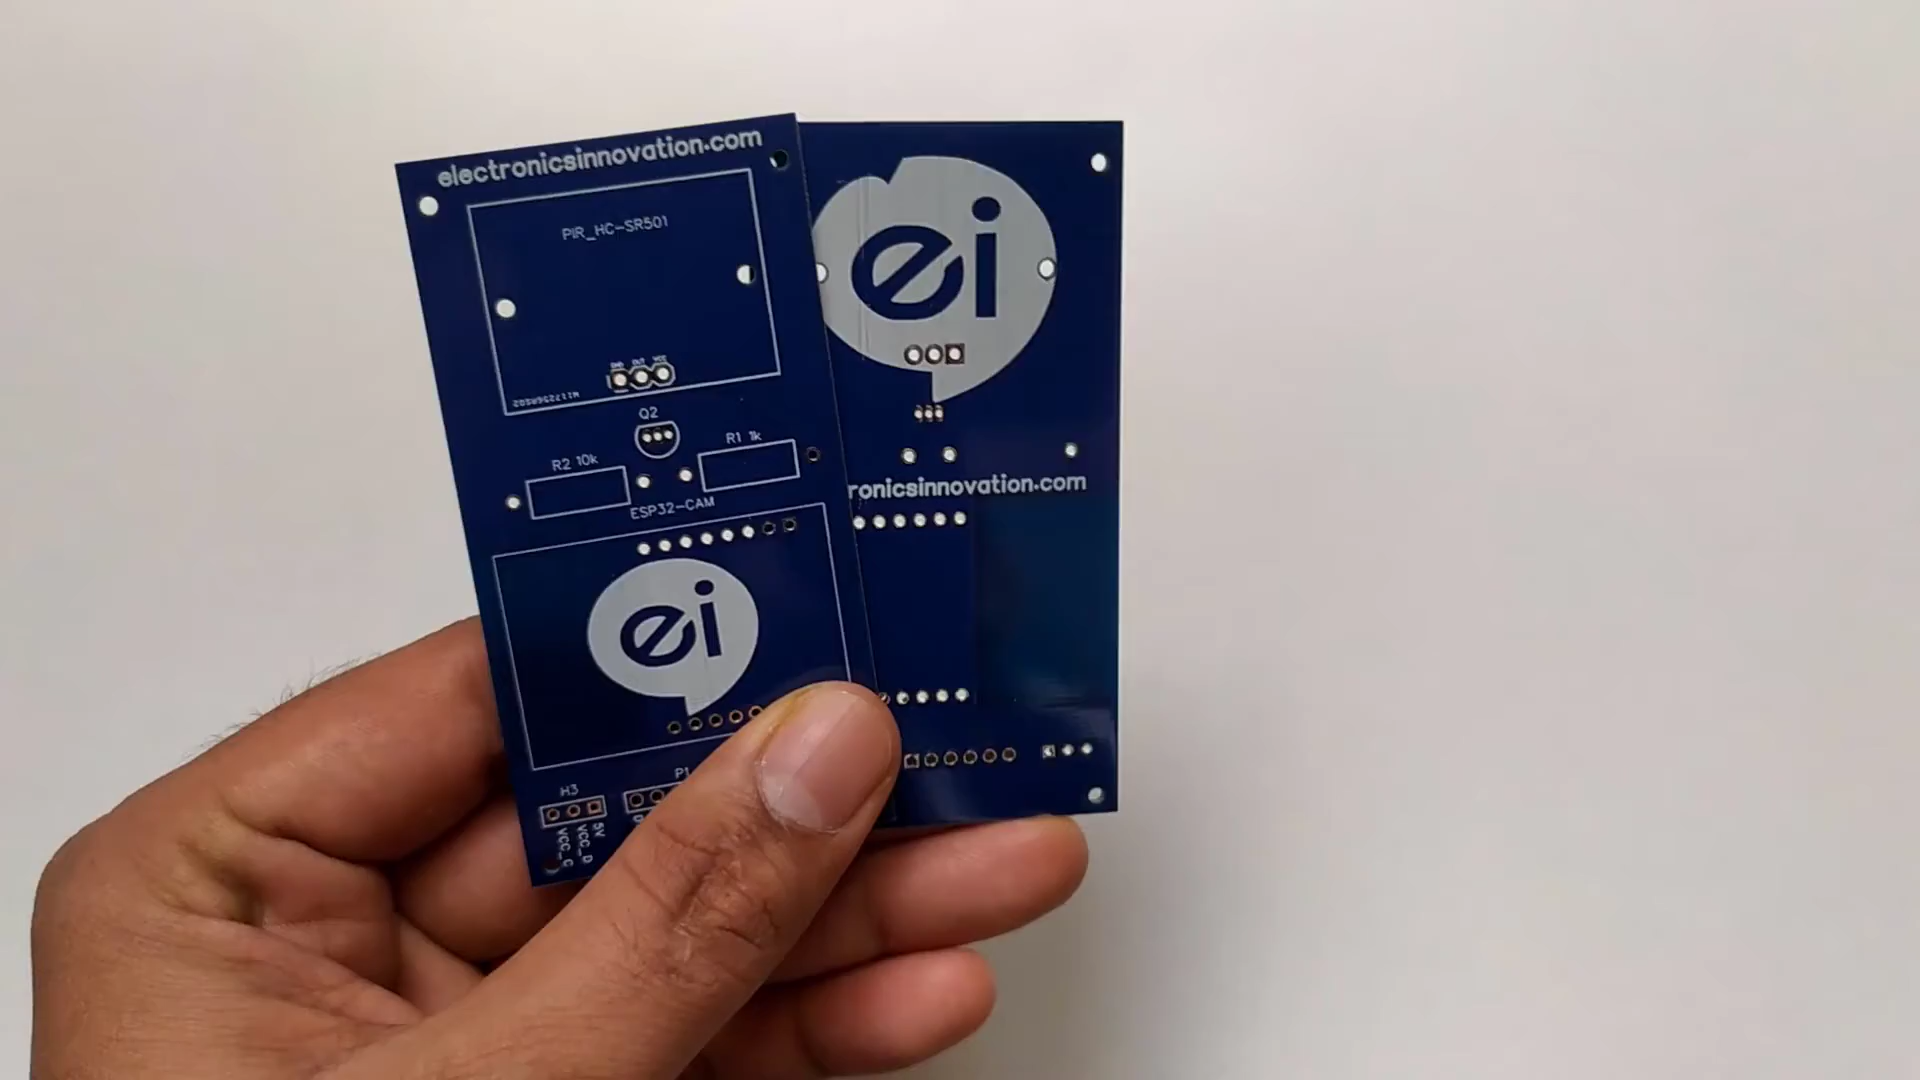 electronicsinnovation.com
PIR_HC-SR501
GND OUT VCC
Q2
R1 1k
R2 10k
ESP32-CAM
ei
H3
P1
5V
VCC_D
VCC_C
ei
ronicsinnovation.com